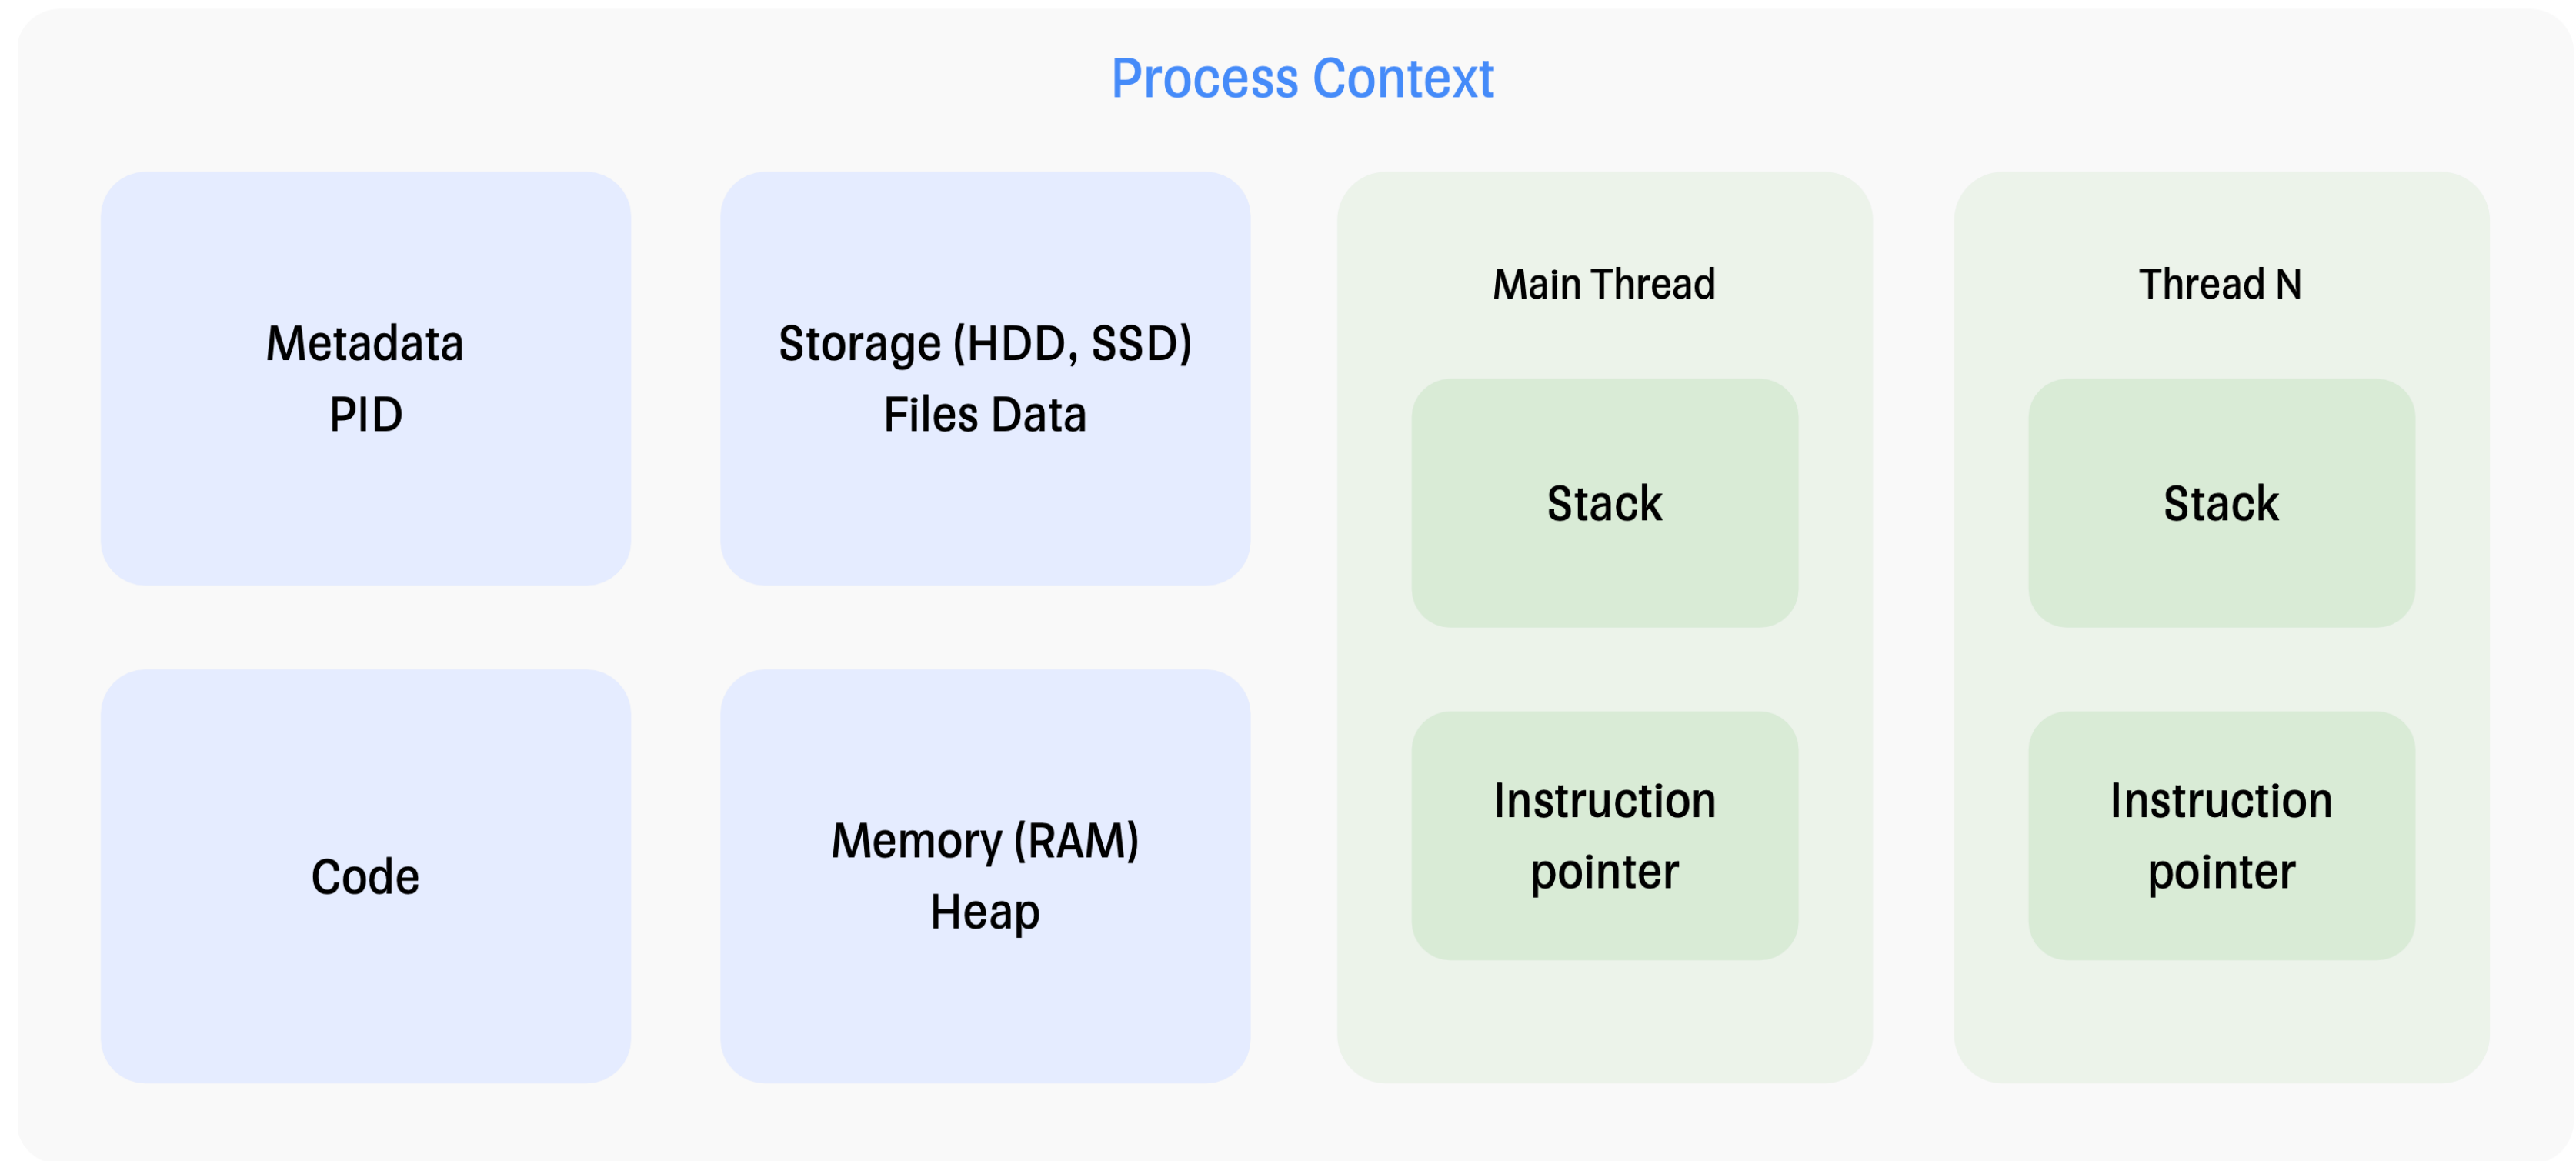 Process Context
Metadata
PID
Storage (HDD, SSD)
Files Data
Code
Memory (RAM)
Heap
Main Thread
Stack
Instruction
pointer
Thread N
Stack
Instruction
pointer